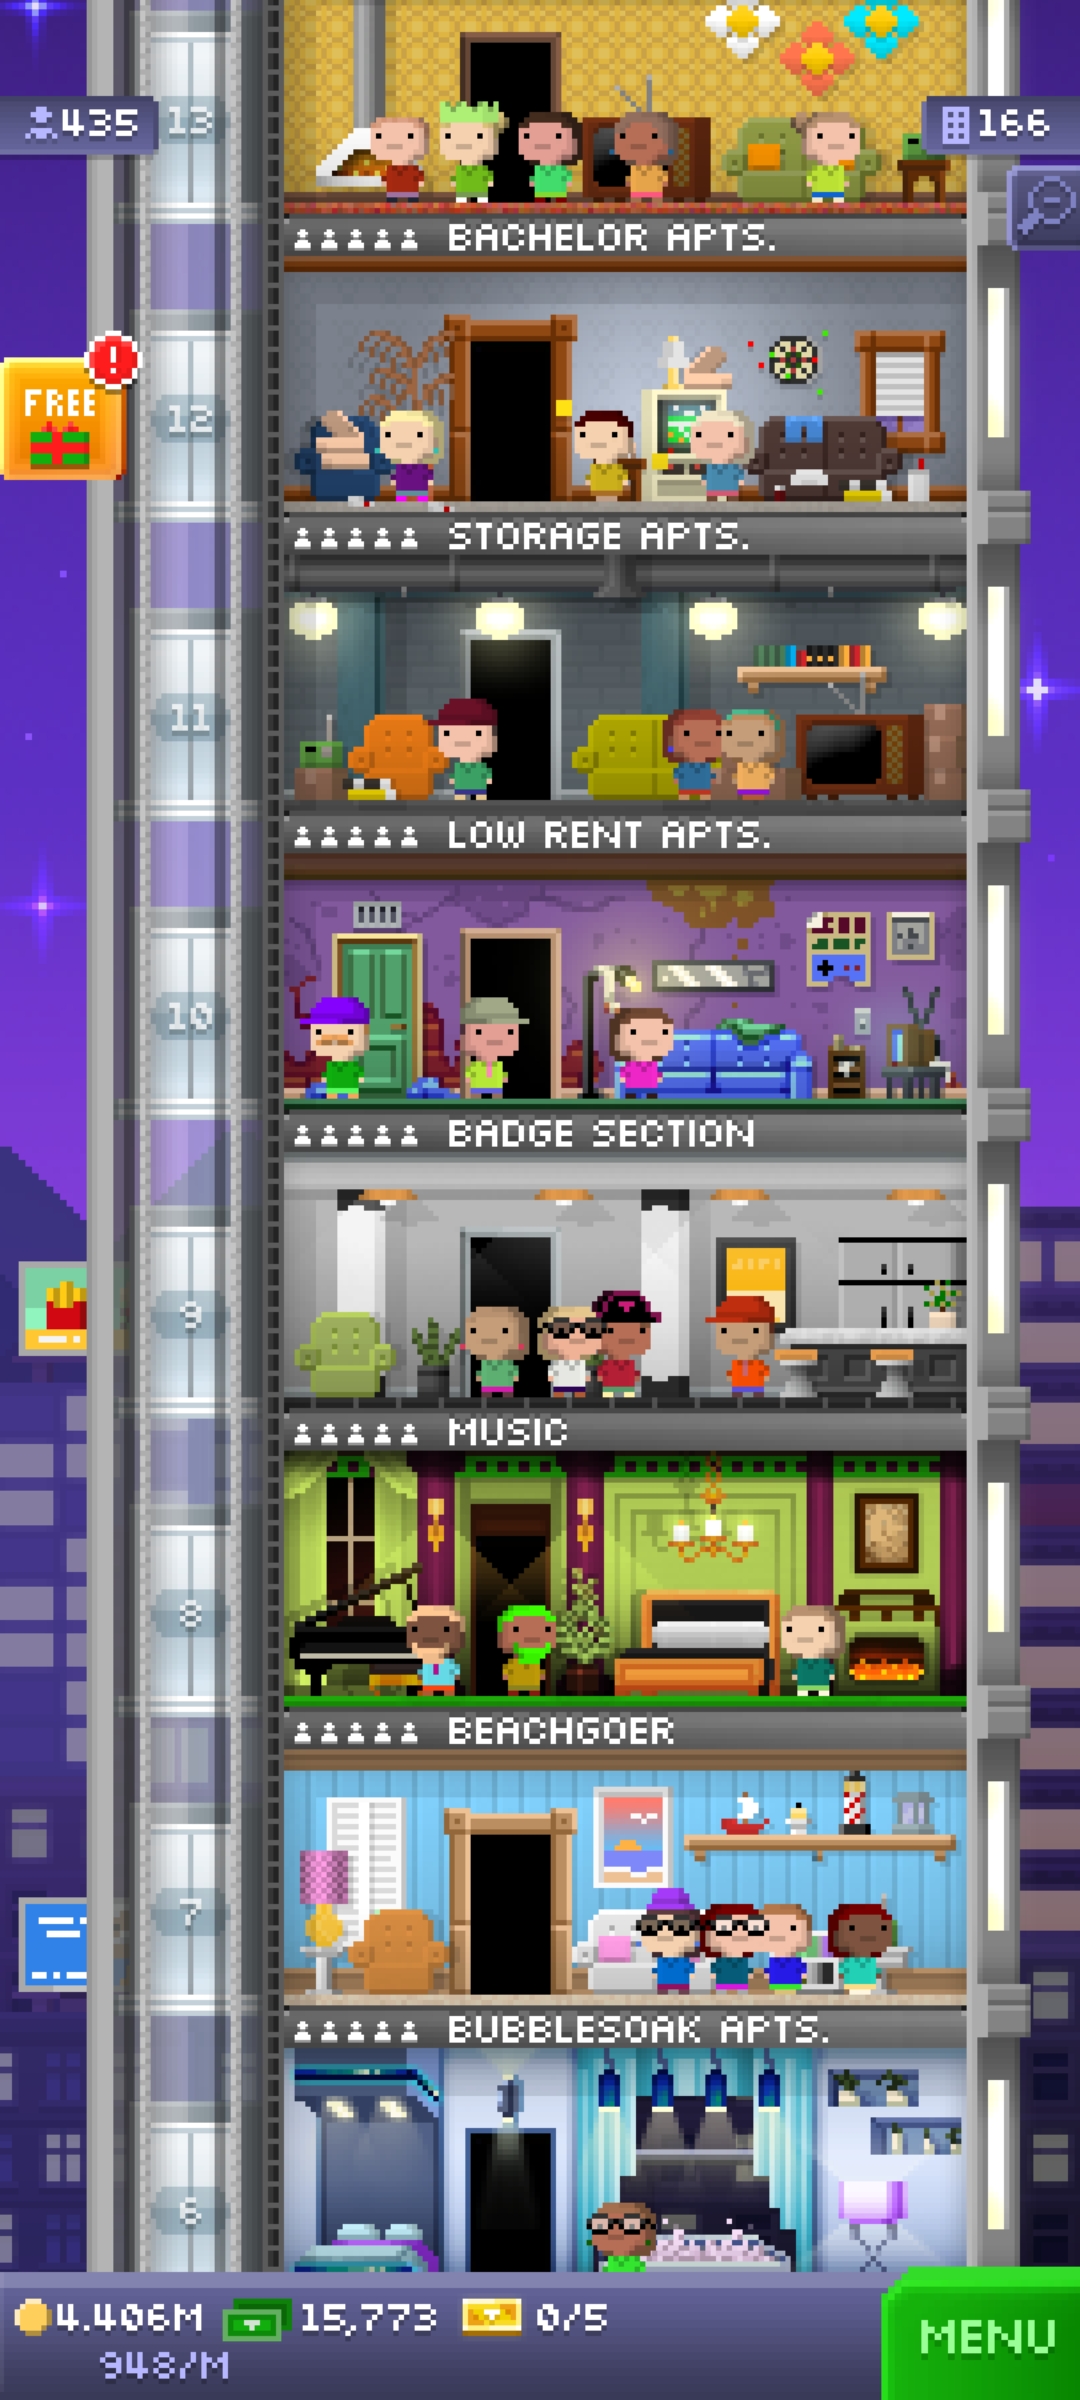 13
435
166
BACHELOR APTS.
!
FREE
12
STORAGE APTS.
11
LOW RENT APTS.
10
BADGE SECTION
9
MUSIC
8
BEACHGOER
7
BUBBLESOAK APTS.
6
4.406M 15,773 0/5
948/M
MENU